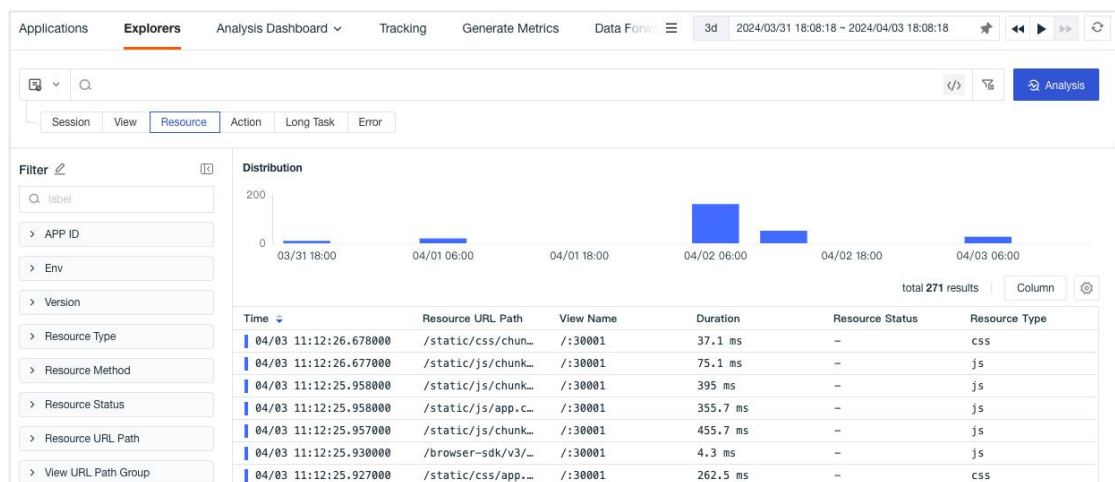 Applications Explorers Analysis Dashboard Tracking Generate Metrics Data Forw 3d 2024/03/31 18:08:18 ~ 2024/04/03 18:08:18
</> Analysis
Session View Resource Action Long Task Error
Filter
label
APP ID
Env
Version
Resource Type
Resource Method
Resource Status
Resource URL Path
View URL Path Group
Distribution
200
0
03/31 18:00 04/01 06:00 04/01 18:00 04/02 06:00 04/02 18:00 04/03 06:00
total 271 results Column
Time Resource URL Path View Name Duration Resource Status Resource Type
04/03 11:12:26.678000 /static/css/chun… /:30001 37.1 ms – css
04/03 11:12:26.677000 /static/js/chunk… /:30001 75.1 ms – js
04/03 11:12:25.958000 /static/js/chunk… /:30001 395 ms – js
04/03 11:12:25.958000 /static/js/app.c… /:30001 355.7 ms – js
04/03 11:12:25.957000 /static/js/chunk… /:30001 455.7 ms – js
04/03 11:12:25.930000 /browser-sdk/v3/… /:30001 4.3 ms – js
04/03 11:12:25.927000 /static/css/app.… /:30001 262.5 ms – css